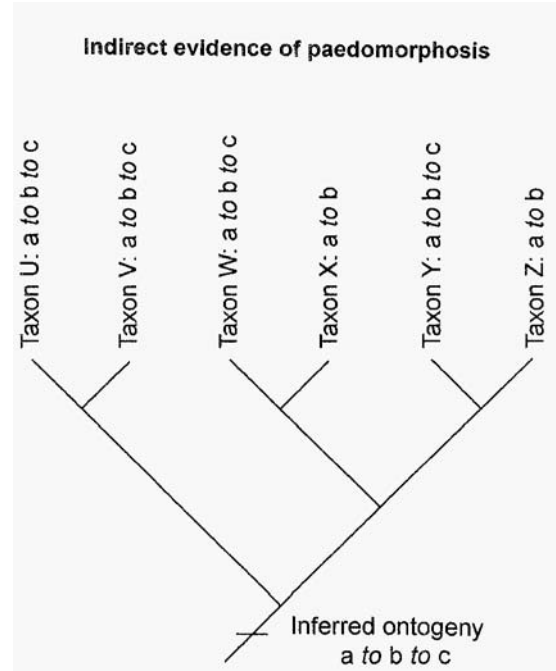 Indirect evidence of paedomorphosis
Taxon U: a to b to c
Taxon V: a to b to c
Taxon W: a to b to c
Taxon X: a to b
Taxon Y: a to b to c
Taxon Z: a to b
Inferred ontogeny
a to b to c